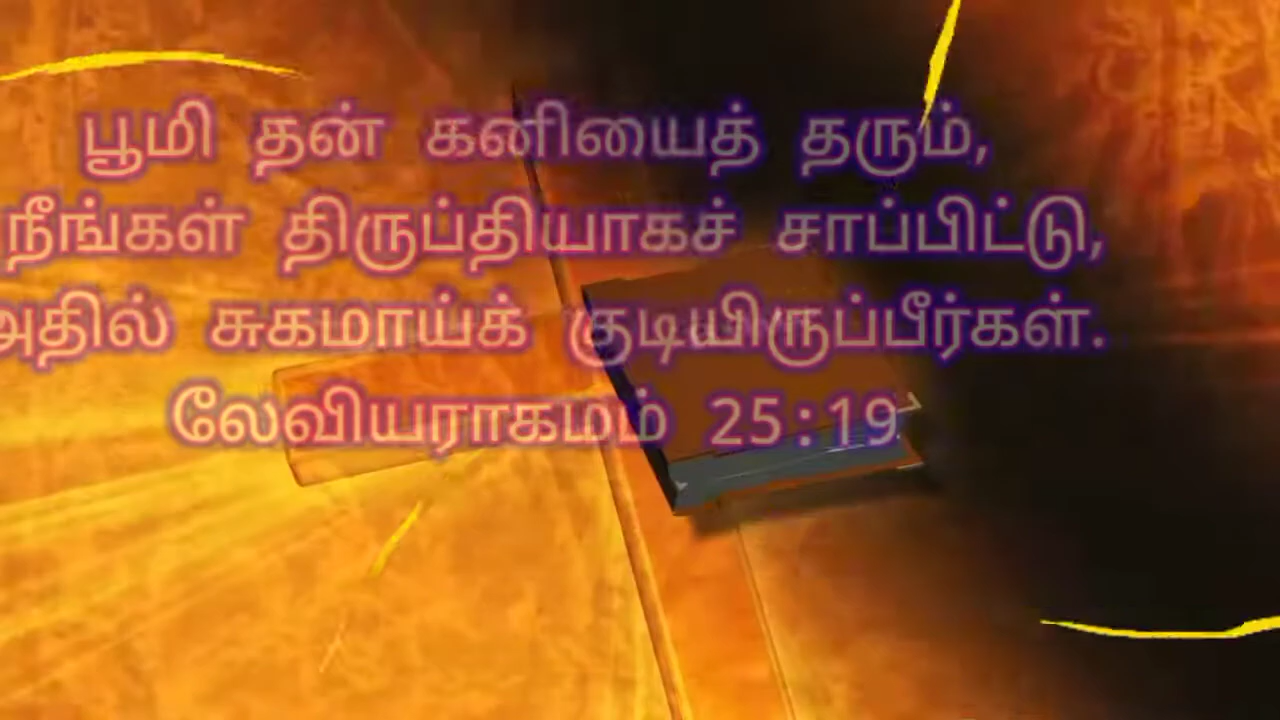 பூமி தன் கனியைத் தரும்,
நீங்கள் திருப்தியாகச் சாப்பிட்டு,
அதில் சுகமாய்க் குடியிருப்பீர்கள்.
லேவியராகமம் 25:19